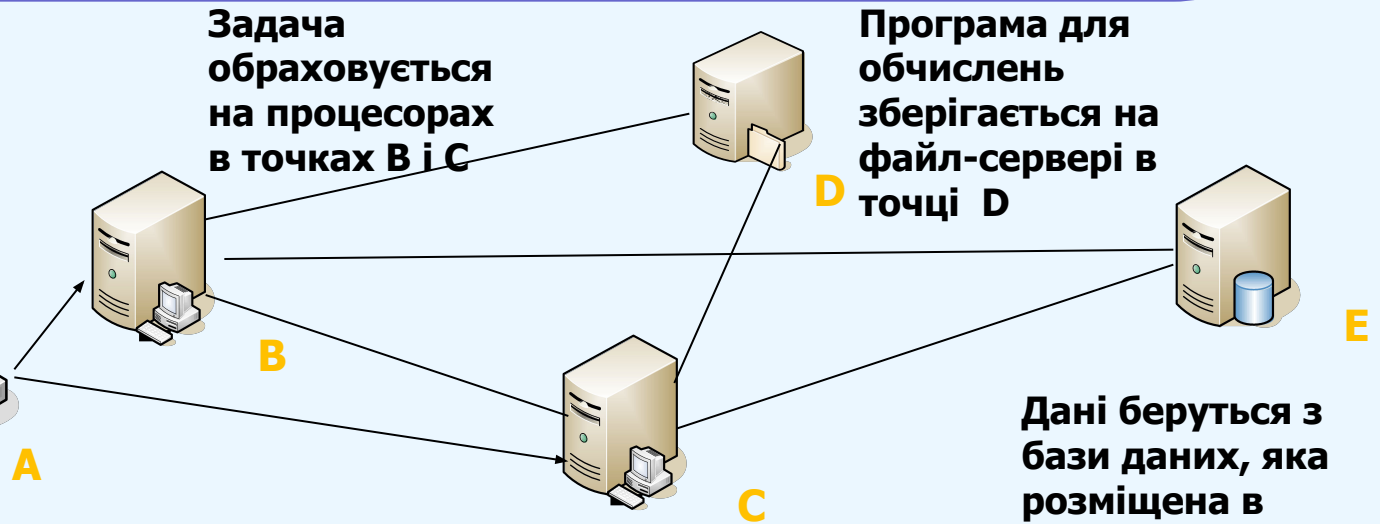 Задача
обраховується
на процесорах
в точках B і C
Програма для
обчислень
зберігається на
файл-сервері в
точці D
D
E
B
A
C
Дані беруться з
бази даних, яка
розміщена в